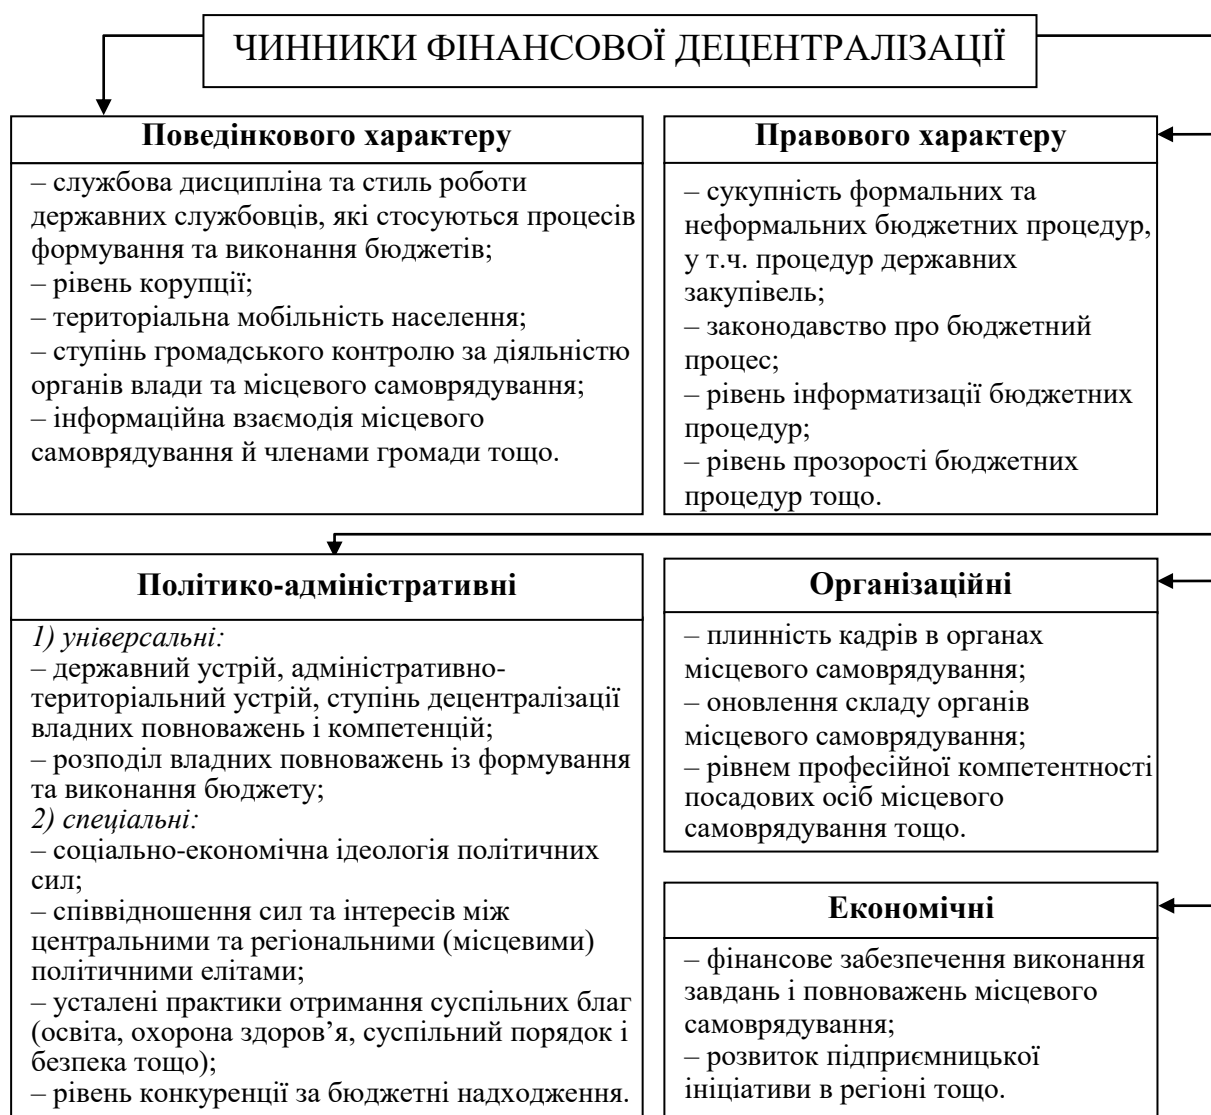 ЧИННИКИ ФІНАНСОВОЇ ДЕЦЕНТРАЛІЗАЦІЇ
Поведінкового характеру
– службова дисципліна та стиль роботи
державних службовців, які стосуються процесів
формування та виконання бюджетів;
– рівень корупції;
– територіальна мобільність населення;
– ступінь громадського контролю за діяльністю
органів влади та місцевого самоврядування;
– інформаційна взаємодія місцевого
самоврядування й членами громади тощо.
Правового характеру
– сукупність формальних та
неформальних бюджетних процедур,
у т.ч. процедур державних
закупівель;
– законодавство про бюджетний
процес;
– рівень інформатизації бюджетних
процедур;
– рівень прозорості бюджетних
процедур тощо.
Політико-адміністративні
1) універсальні:
– державний устрій, адміністративно-
територіальний устрій, ступінь децентралізації
владних повноважень і компетенцій;
– розподіл владних повноважень із формування
та виконання бюджету;
2) спеціальні:
– соціально-економічна ідеологія політичних
сил;
– співвідношення сил та інтересів між
центральними та регіональними (місцевими)
політичними елітами;
– усталені практики отримання суспільних благ
(освіта, охорона здоров’я, суспільний порядок і
безпека тощо);
– рівень конкуренції за бюджетні надходження.
Організаційні
– плинність кадрів в органах
місцевого самоврядування;
– оновлення складу органів
місцевого самоврядування;
– рівнем професійної компетентності
посадових осіб місцевого
самоврядування тощо.
Економічні
– фінансове забезпечення виконання
завдань і повноважень місцевого
самоврядування;
– розвиток підприємницької
ініціативи в регіоні тощо.